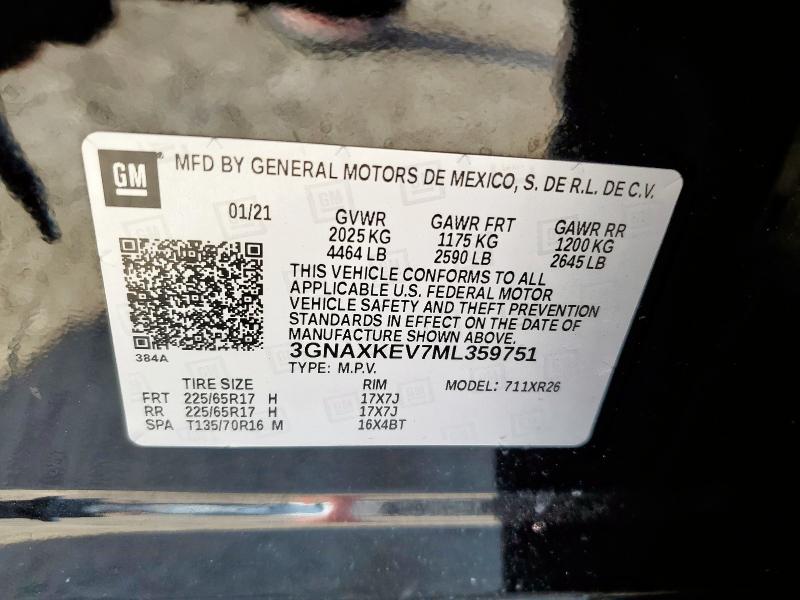 GM MFD BY GENERAL MOTORS DE MEXICO, S. DE R.L. DE C.V.
01/21 GVWR GAWR FRT GAWR RR
2025 KG 1175 KG 1200 KG
4464 LB 2590 LB 2645 LB
THIS VEHICLE CONFORMS TO ALL
APPLICABLE U.S. FEDERAL MOTOR
VEHICLE SAFETY AND THEFT PREVENTION
STANDARDS IN EFFECT ON THE DATE OF
MANUFACTURE SHOWN ABOVE.
384A 3GNAXKEV7ML359751
TYPE: M.P.V.
TIRE SIZE RIM MODEL: 711XR26
FRT 225/65R17 H 17X7J
RR 225/65R17 H 17X7J
SPA T135/70R16 M 16X4BT